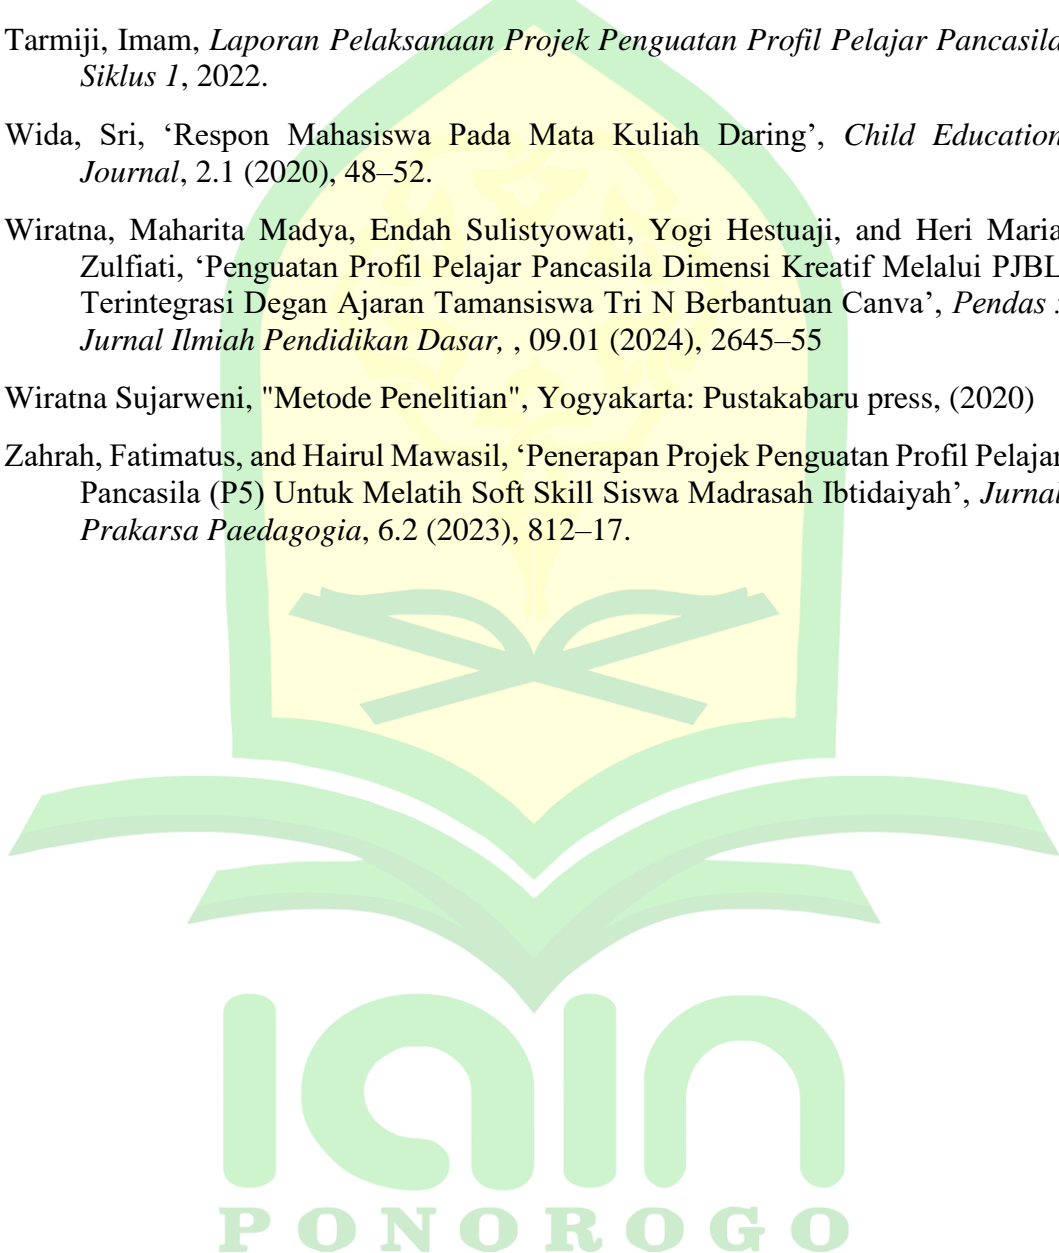 Tarmiji, Imam, Laporan Pelaksanaan Projek Penguatan Profil Pelajar Pancasila
Siklus 1, 2022.
Wida, Sri, ‘Respon Mahasiswa Pada Mata Kuliah Daring’, Child Education
Journal, 2.1 (2020), 48–52.
Wiratna, Maharita Madya, Endah Sulistyowati, Yogi Hestuaji, and Heri Maria
Zulfiati, ‘Penguatan Profil Pelajar Pancasila Dimensi Kreatif Melalui PJBL
Terintegrasi Degan Ajaran Tamansiswa Tri N Berbantuan Canva’, Pendas :
Jurnal Ilmiah Pendidikan Dasar, , 09.01 (2024), 2645–55
Wiratna Sujarweni, "Metode Penelitian", Yogyakarta: Pustakabaru press, (2020)
Zahrah, Fatimatus, and Hairul Mawasil, ‘Penerapan Projek Penguatan Profil Pelajar
Pancasila (P5) Untuk Melatih Soft Skill Siswa Madrasah Ibtidaiyah’, Jurnal
Prakarsa Paedagogia, 6.2 (2023), 812–17.
iain
PONOROGO